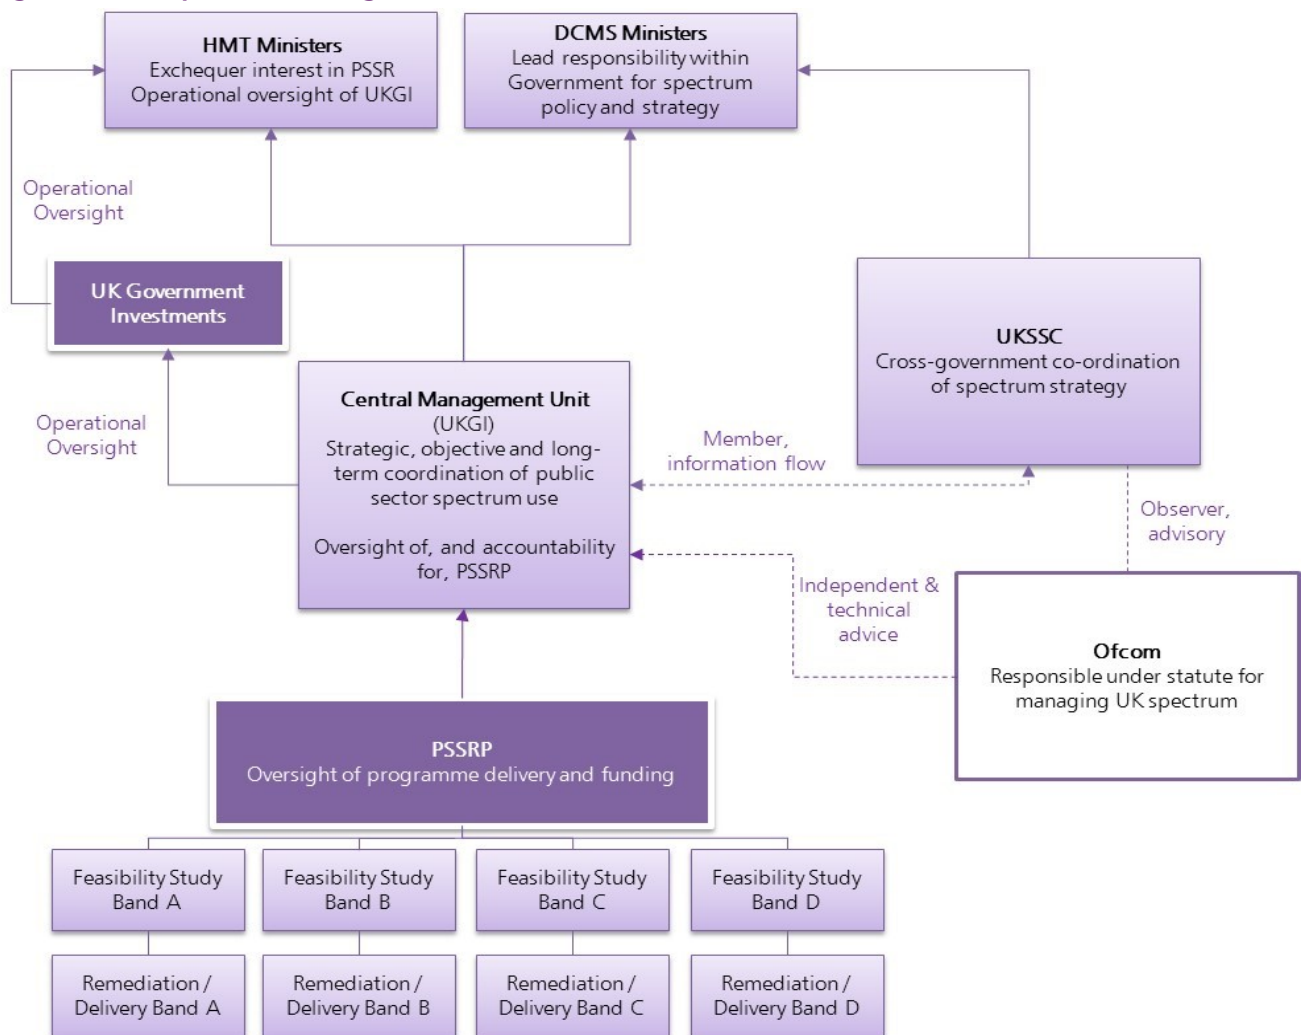 HMT Ministers
Exchequer interest in PSSR
Operational oversight of UKGI
DCMS Ministers
Lead responsibility within
Government for spectrum
policy and strategy
Operational
Oversight
UK Government
Investments
UKSSC
Cross-government co-ordination
of spectrum strategy
Central Management Unit
(UKGI)
Strategic, objective and long-
term coordination of public
sector spectrum use
Oversight of, and accountability
for, PSSRP
Operational
Oversight
Member,
information flow
Observer,
advisory
Independent &
technical
advice
Ofcom
Responsible under statute for
managing UK spectrum
PSSRP
Oversight of programme delivery and funding
Feasibility Study
Band A
Feasibility Study
Band B
Feasibility Study
Band C
Feasibility Study
Band D
Remediation /
Delivery Band A
Remediation /
Delivery Band B
Remediation /
Delivery Band C
Remediation /
Delivery Band D